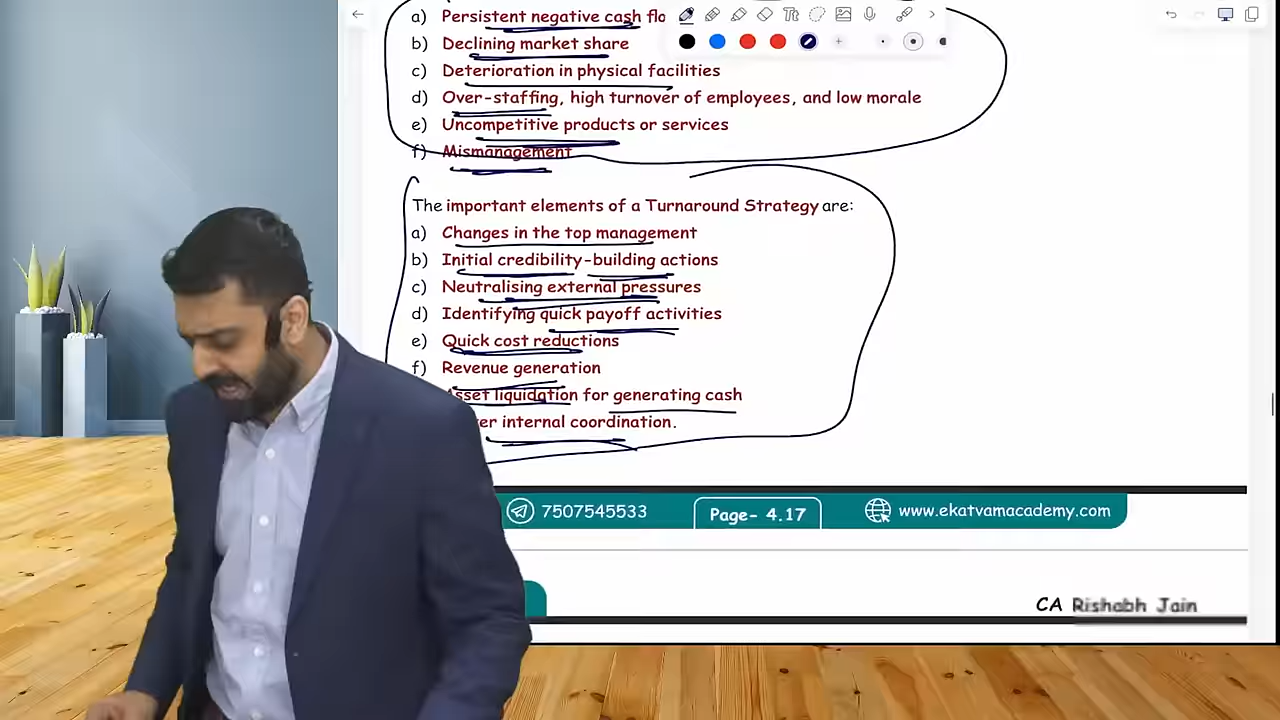 a) Persistent negative cash
b) Declining market share
c) Deterioration in physical facilities
d) Over-staffing, high turnover of employees, and low morale
e) Uncompetitive products or services
f) Mismanagement
The important elements of a Turnaround Strategy are:
a) Changes in the top management
b) Initial credibility-building actions
c) Neutralising external pressures
d) Identifying quick payoff activities
e) Quick cost reductions
f) Revenue generation
Asset liquidation for generating cash
internal coordination.
7507545533
Page- 4.17
www.ekatvamacademy.com
CA Rishabh Jain